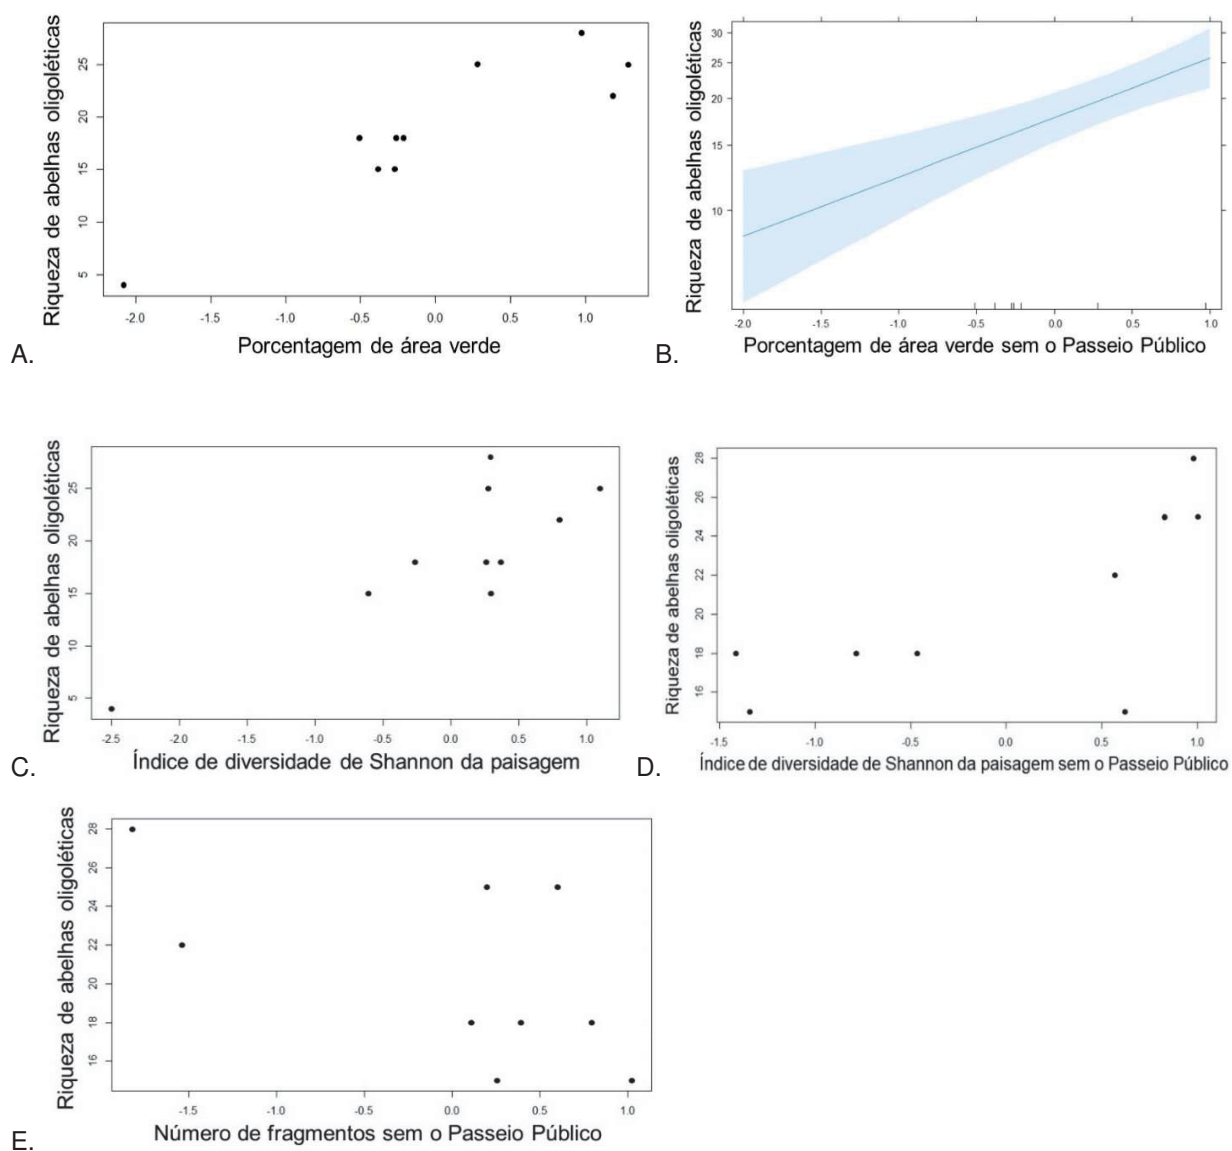 Riqueza de abelhas oligoléticas
25
20
15
10
5
-2.0 -1.5 -1.0 -0.5 0.0 0.5 1.0
Porcentagem de área verde
A.
Riqueza de abelhas oligoléticas
30
25
20
15
10
-2.0 -1.5 -1.0 -0.5 0.0 0.5 1.0
Porcentagem de área verde sem o Passeio Público
B.
Riqueza de abelhas oligoléticas
25
20
15
10
5
-2.5 -2.0 -1.5 -1.0 -0.5 0.0 0.5 1.0
Índice de diversidade de Shannon da paisagem
C.
Riqueza de abelhas oligoléticas
28
26
24
22
20
18
16
-1.5 -1.0 -0.5 0.0 0.5 1.0
Índice de diversidade de Shannon da paisagem sem o Passeio Público
D.
Riqueza de abelhas oligoléticas
28
26
24
22
20
18
16
-1.5 -1.0 -0.5 0.0 0.5 1.0
Número de fragmentos sem o Passeio Público
E.